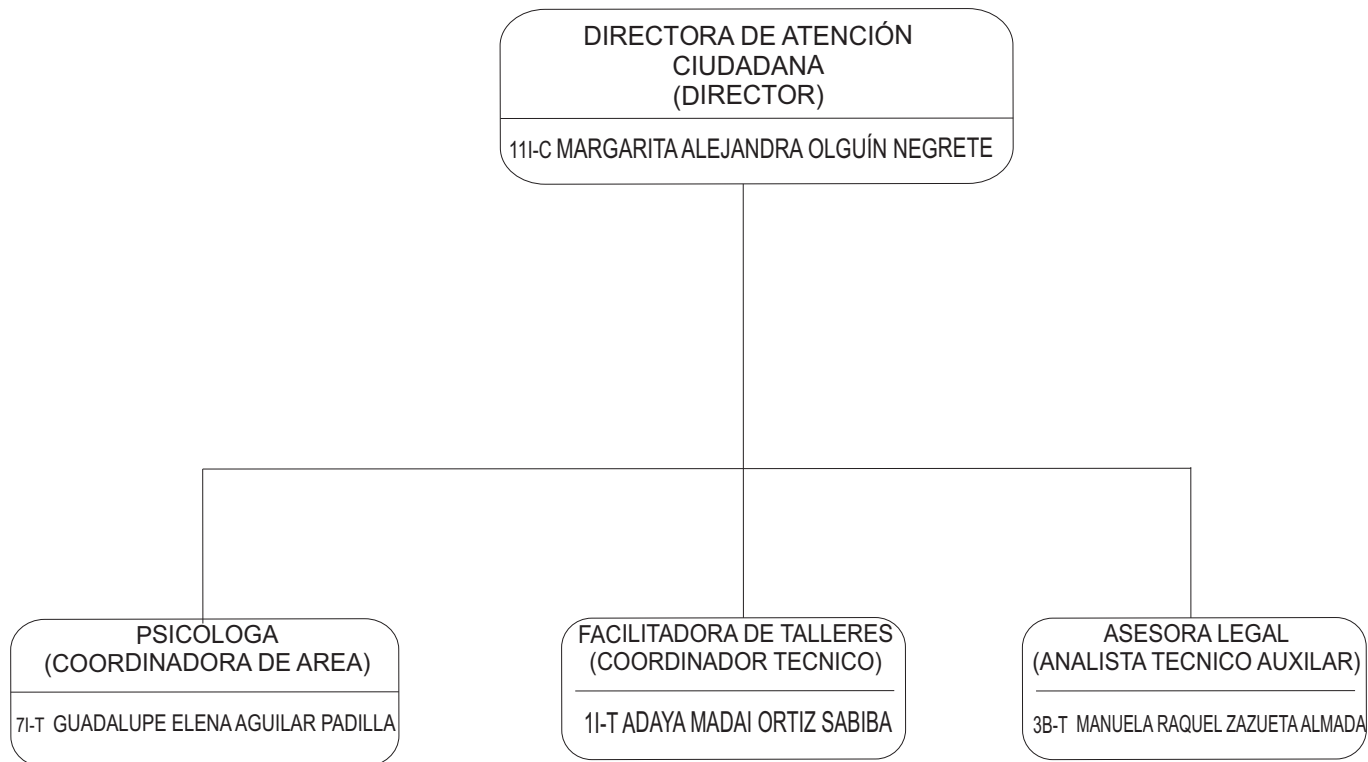 DIRECTORA DE ATENCIÓN
CIUDADANA
(DIRECTOR)
11I-C MARGARITA ALEJANDRA OLGUÍN NEGRETE
PSICÓLOGA
(COORDINADORA DE AREA)
7I-T GUADALUPE ELENA AGUILAR PADILLA
FACILITADORA DE TALLERES
(COORDINADOR TECNICO)
1I-T ADAYA MADAI ORTIZ SABIBA
ASESORA LEGAL
(ANALISTA TECNICO AUXILAR)
3B-T MANUELA RAQUEL ZAZUETA ALMADA